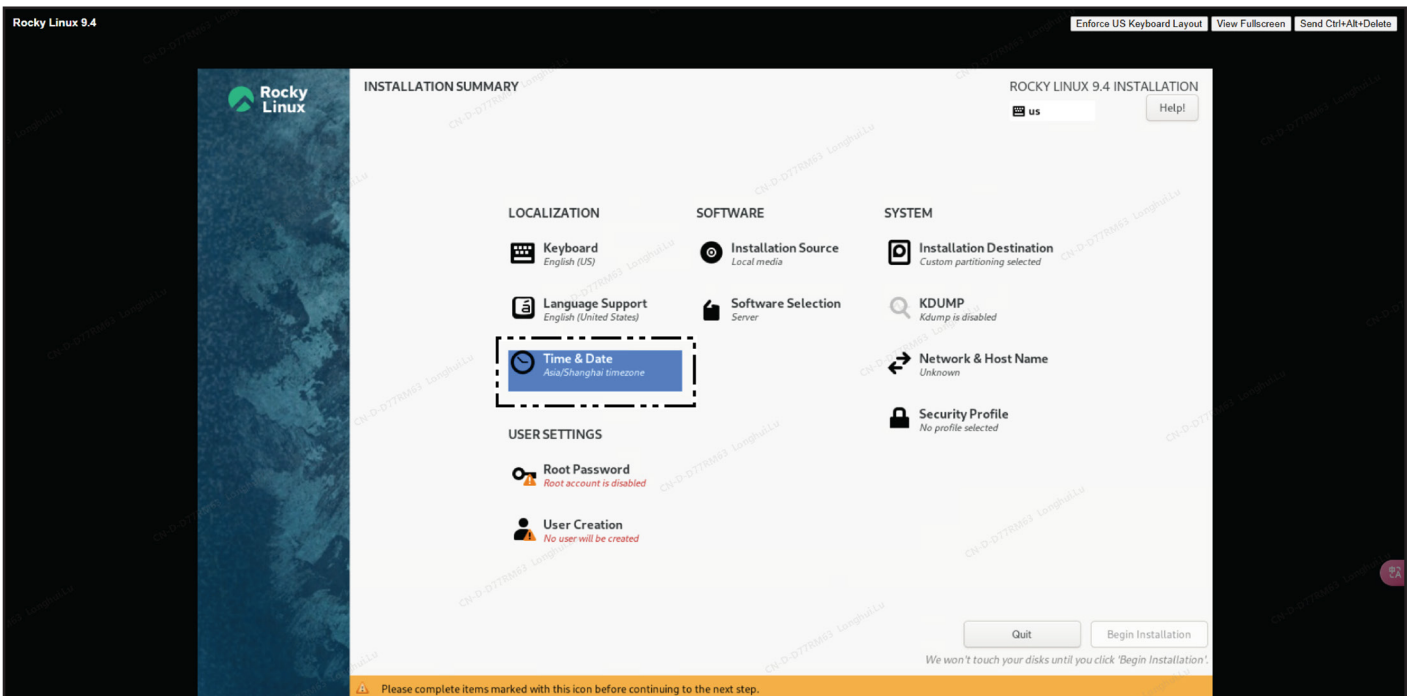 Rocky Linux 9.4
Enforce US Keyboard Layout View Fullscreen Send Ctrl+Alt+Delete
Rocky
Linux
INSTALLATION SUMMARY
ROCKY LINUX 9.4 INSTALLATION
us
Help!
LOCALIZATION
Keyboard
English (US)
Language Support
English (United States)
Time & Date
Asia/Shanghai timezone
USER SETTINGS
Root Password
Root account is disabled
User Creation
No user will be created
SOFTWARE
Installation Source
Local media
Software Selection
Server
SYSTEM
Installation Destination
Custom partitioning selected
KDUMP
Kdump is disabled
Network & Host Name
Unknown
Security Profile
No profile selected
Quit
Begin Installation
We won't touch your disks until you click 'Begin Installation'.
Please complete items marked with this icon before continuing to the next step.
CN-D-D77RM63 longhuiLu